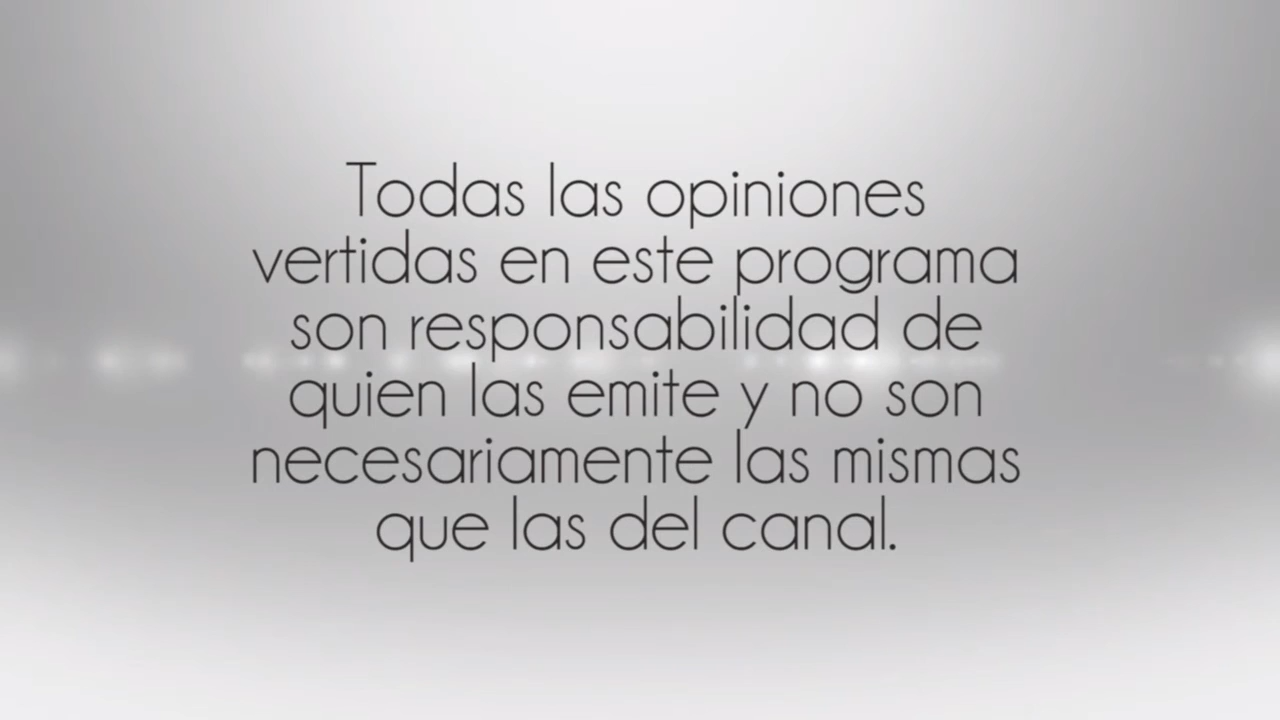 Todas las opiniones
vertidas en este programa
son responsabilidad de
quien las emite y no son
necesariamente las mismas
que las del canal.